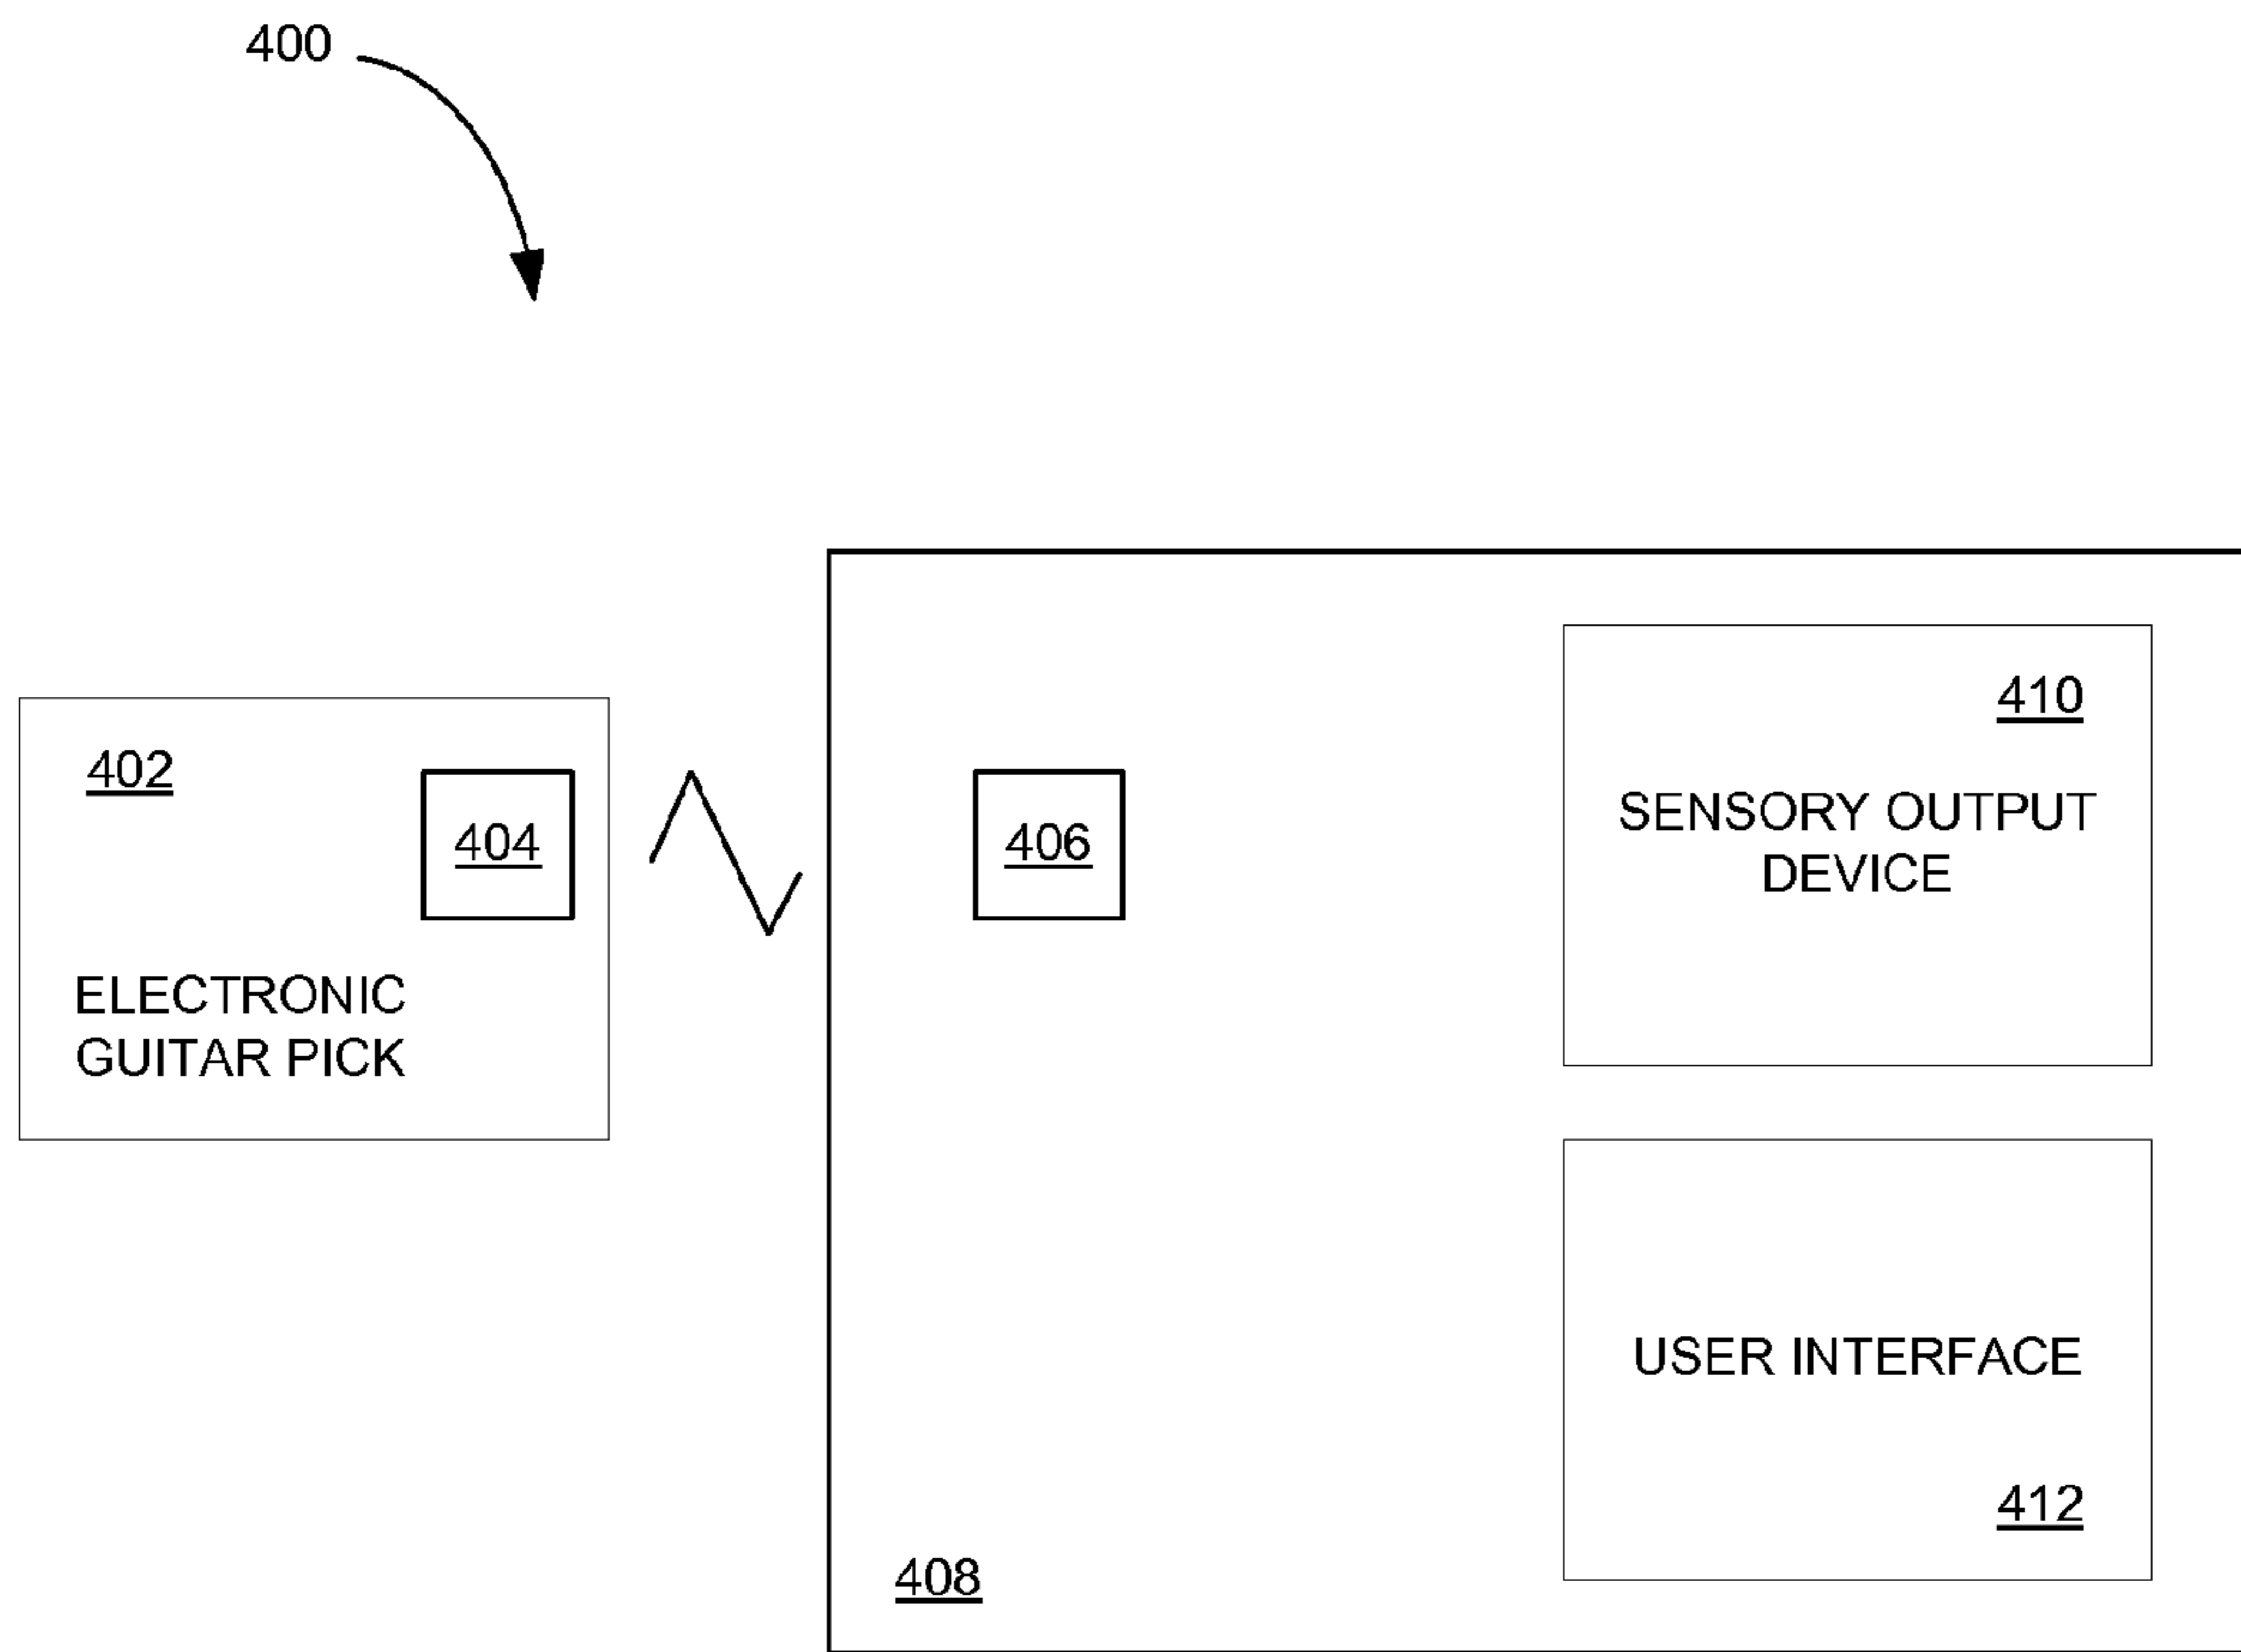 400
402
404
ELECTRONIC
GUITAR PICK
406
408
410
SENSORY OUTPUT
DEVICE
USER INTERFACE
412